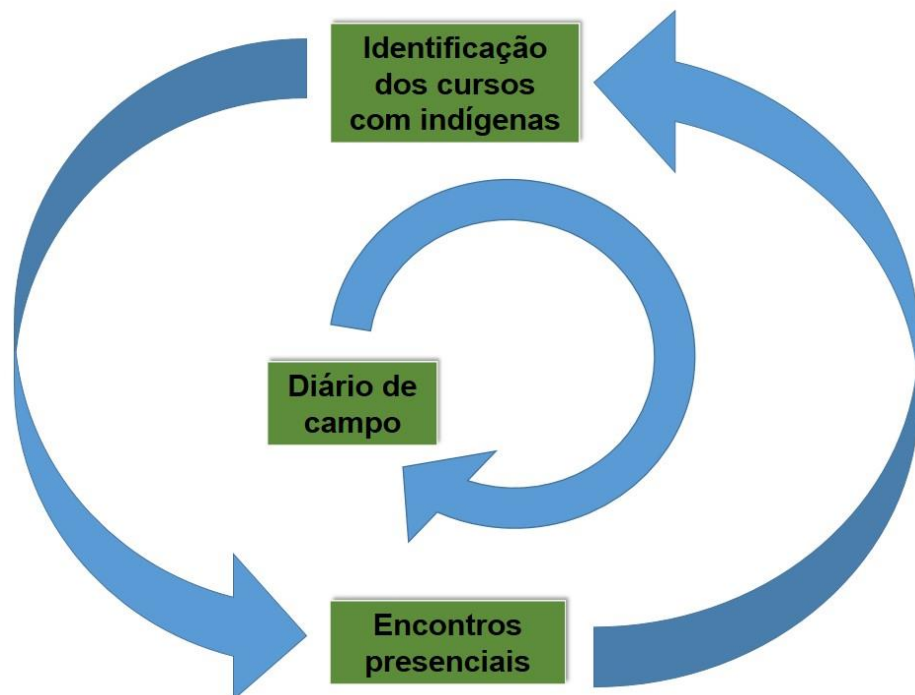 Identificação
dos cursos
com indígenas
Diário de
campo
Encontros
presenciais